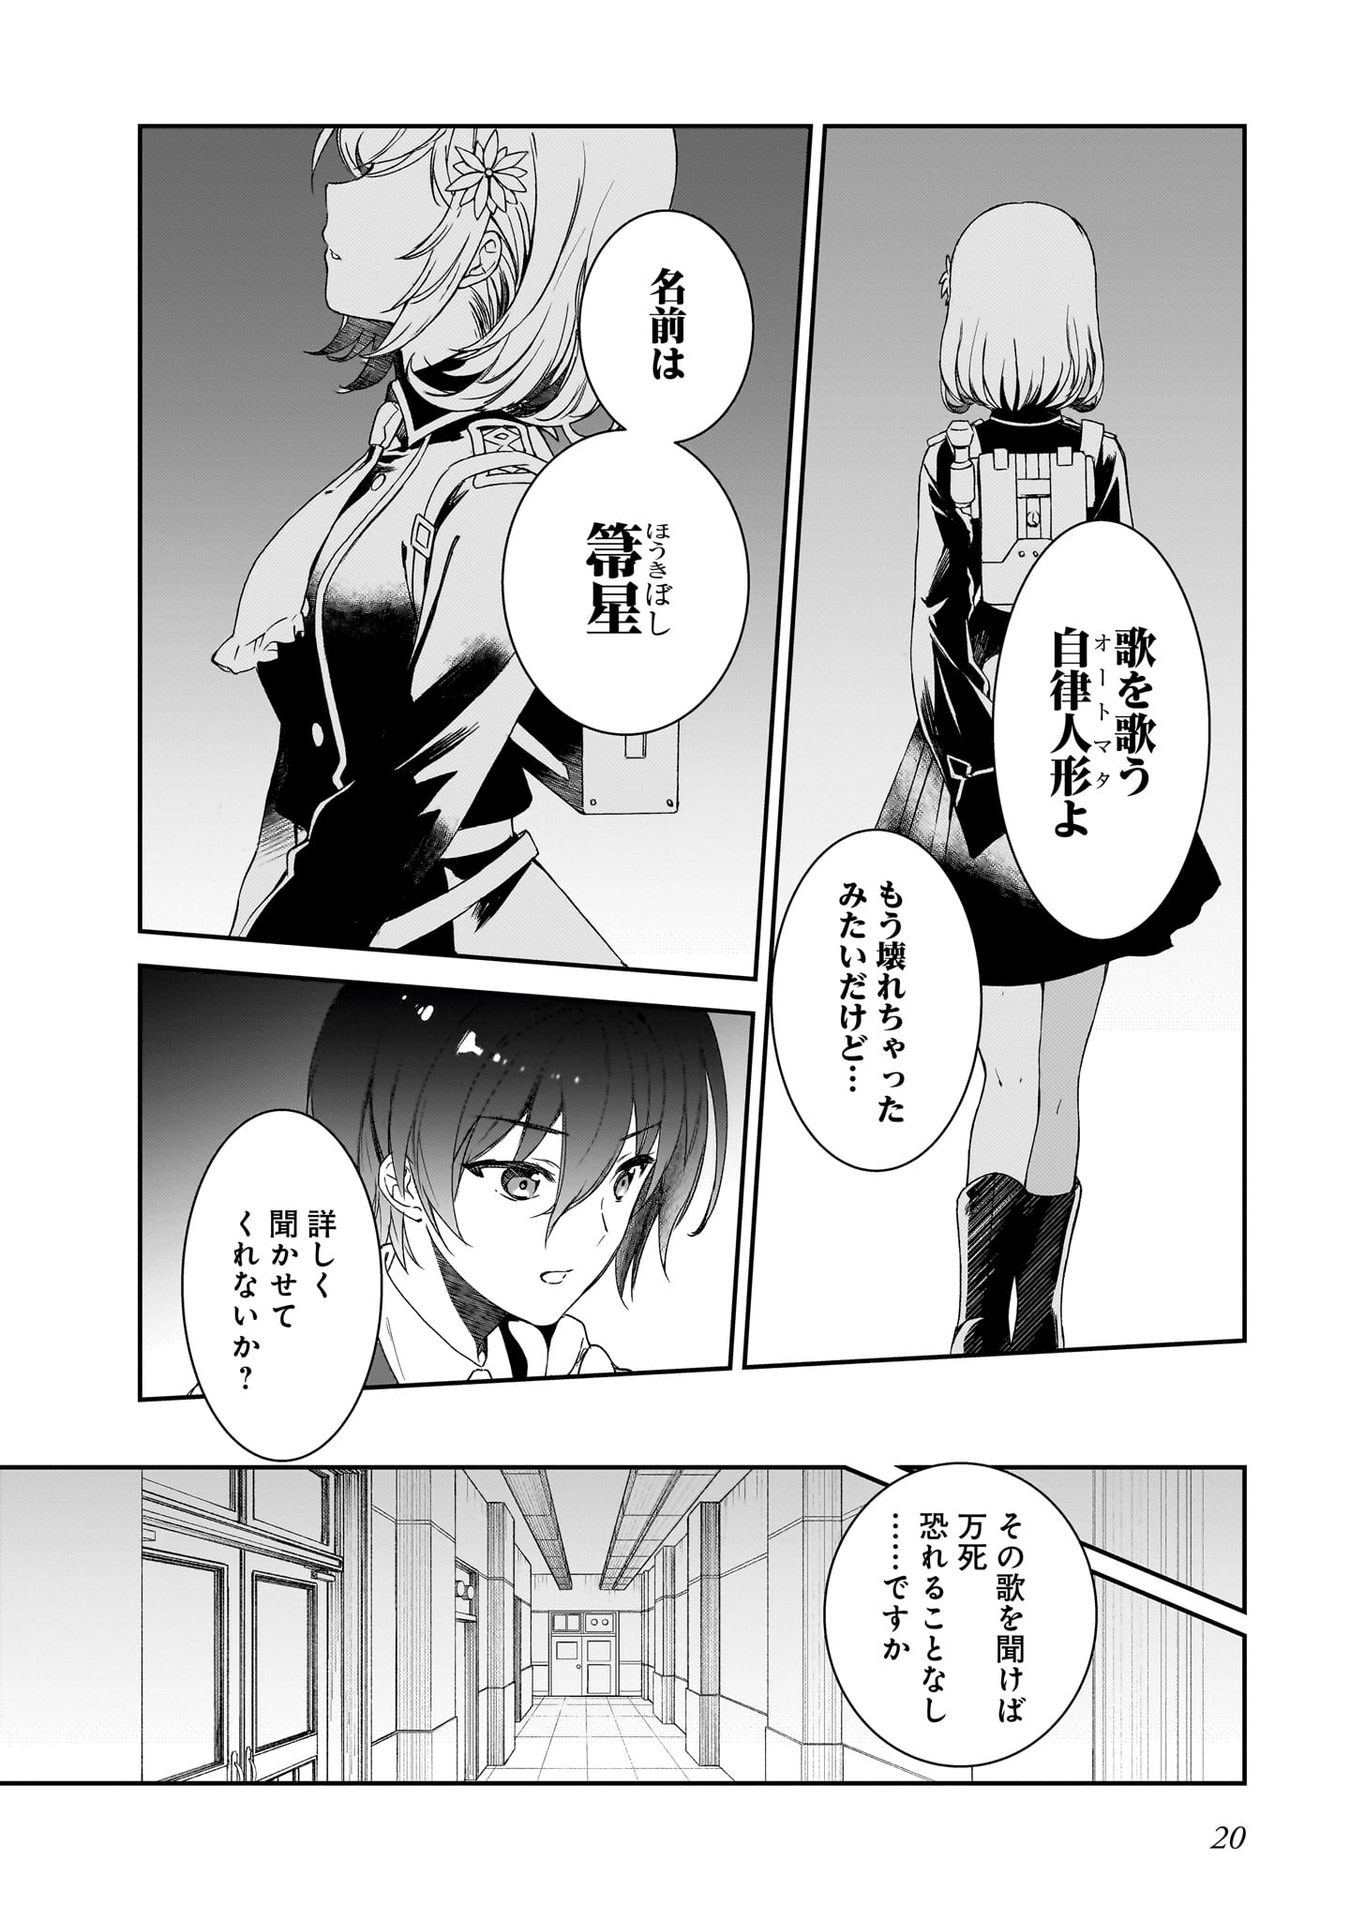 歌を歌う
自律人形よ
オートマタ
もう壊れちゃった
みたいだけど…
名前は
箒星
ほうきぼし
詳しく
聞かせて
くれないか?
その歌を聞けば
万死
恐れることなし
……ですか
20